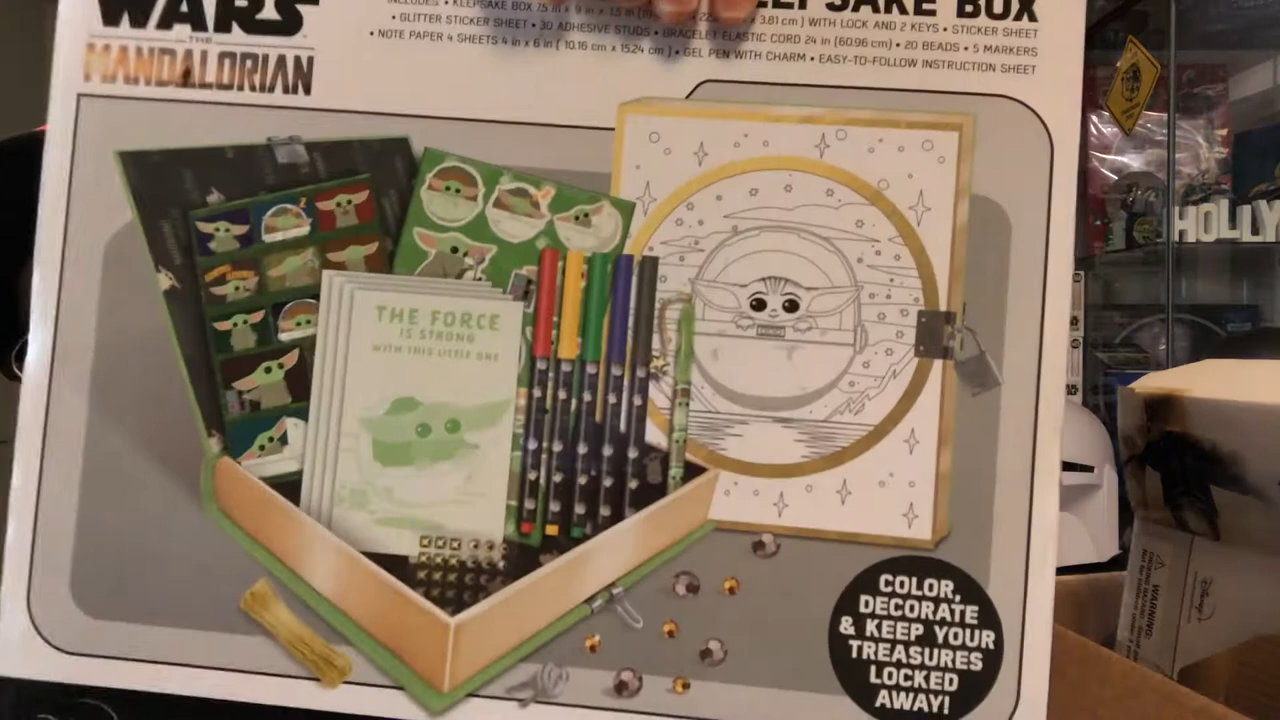 WARS
THE
MANDALORIAN
KEEPSAKE BOX
INCLUDES: • KEEPSAKE BOX 7.5 in x 9 in x 1.5 in 3.81 cm ) WITH LOCK AND 2 KEYS • STICKER SHEET
• GLITTER STICKER SHEET • 30 ADHESIVE STUDS • BRACELET ELASTIC CORD 24 in (60.96 cm) • 20 BEADS • 5 MARKERS
• NOTE PAPER 4 SHEETS 4 in x 6 in ( 10.16 cm x 15.24 cm ) • GEL PEN WITH CHARM • EASY-TO-FOLLOW INSTRUCTION SHEET
THE FORCE
IS STRONG
WITH THIS LITTLE ONE
COLOR,
DECORATE
& KEEP YOUR
TREASURES
LOCKED
AWAY!
HOLLY
WARNING:
Disney